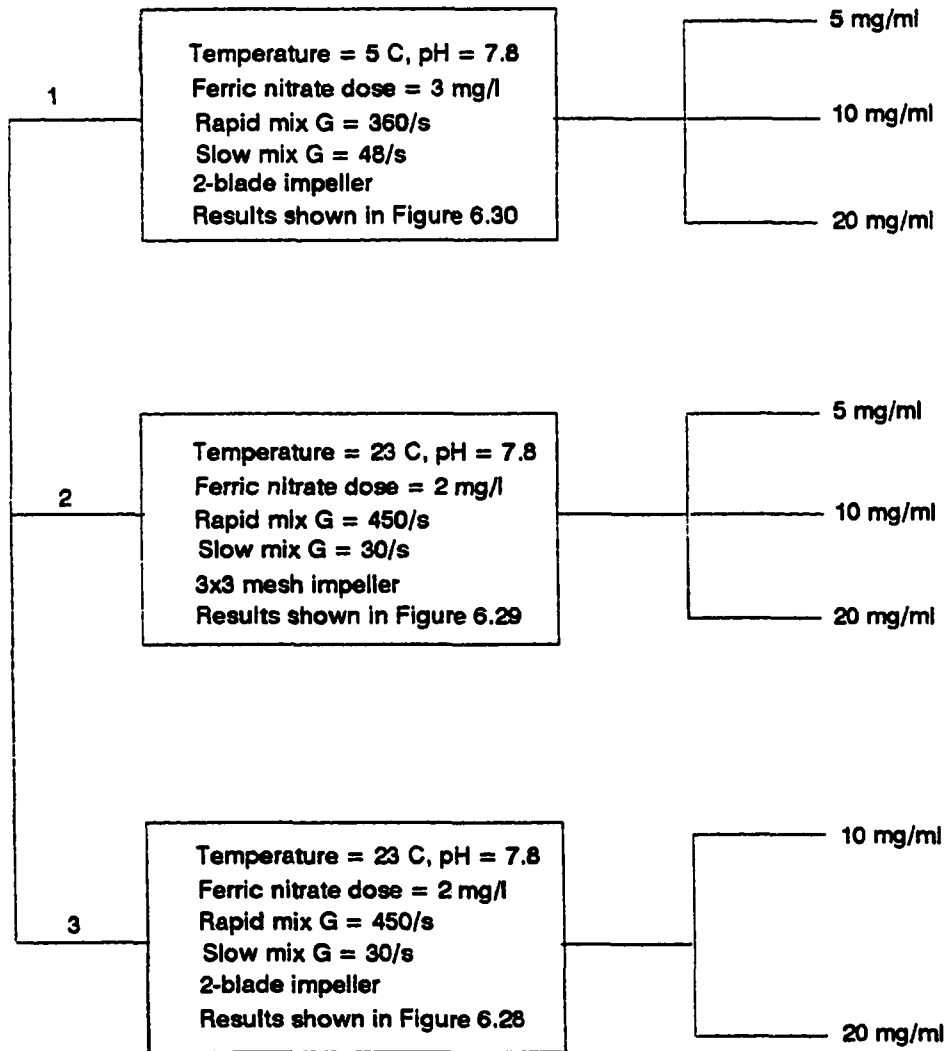 1
Temperature = 5 C, pH = 7.8
Ferric nitrate dose = 3 mg/l
Rapid mix G = 360/s
Slow mix G = 48/s
2-blade impeller
Results shown in Figure 6.30
5 mg/ml
10 mg/ml
20 mg/ml
2
Temperature = 23 C, pH = 7.8
Ferric nitrate dose = 2 mg/l
Rapid mix G = 450/s
Slow mix G = 30/s
3x3 mesh impeller
Results shown in Figure 6.29
5 mg/ml
10 mg/ml
20 mg/ml
3
Temperature = 23 C, pH = 7.8
Ferric nitrate dose = 2 mg/l
Rapid mix G = 450/s
Slow mix G = 30/s
2-blade impeller
Results shown in Figure 6.28
10 mg/ml
20 mg/ml